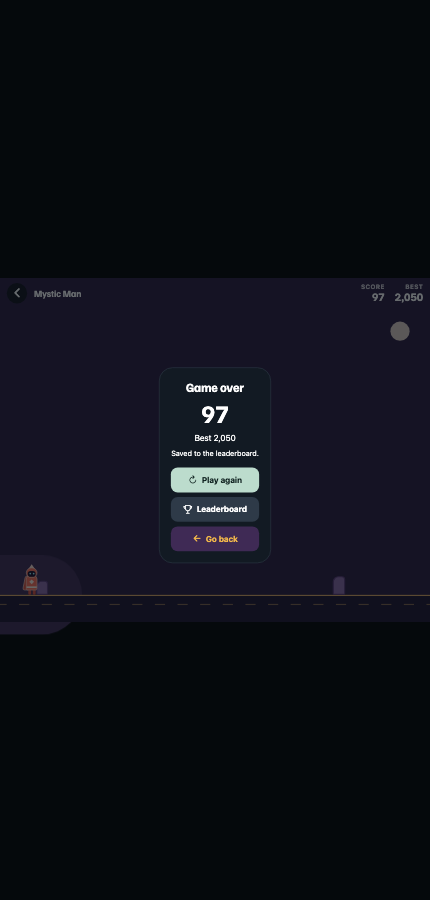 Mystic Man
SCORE
97
BEST
2,050
Game over
97
Best 2,050
Saved to the leaderboard.
Play again
Leaderboard
Go back